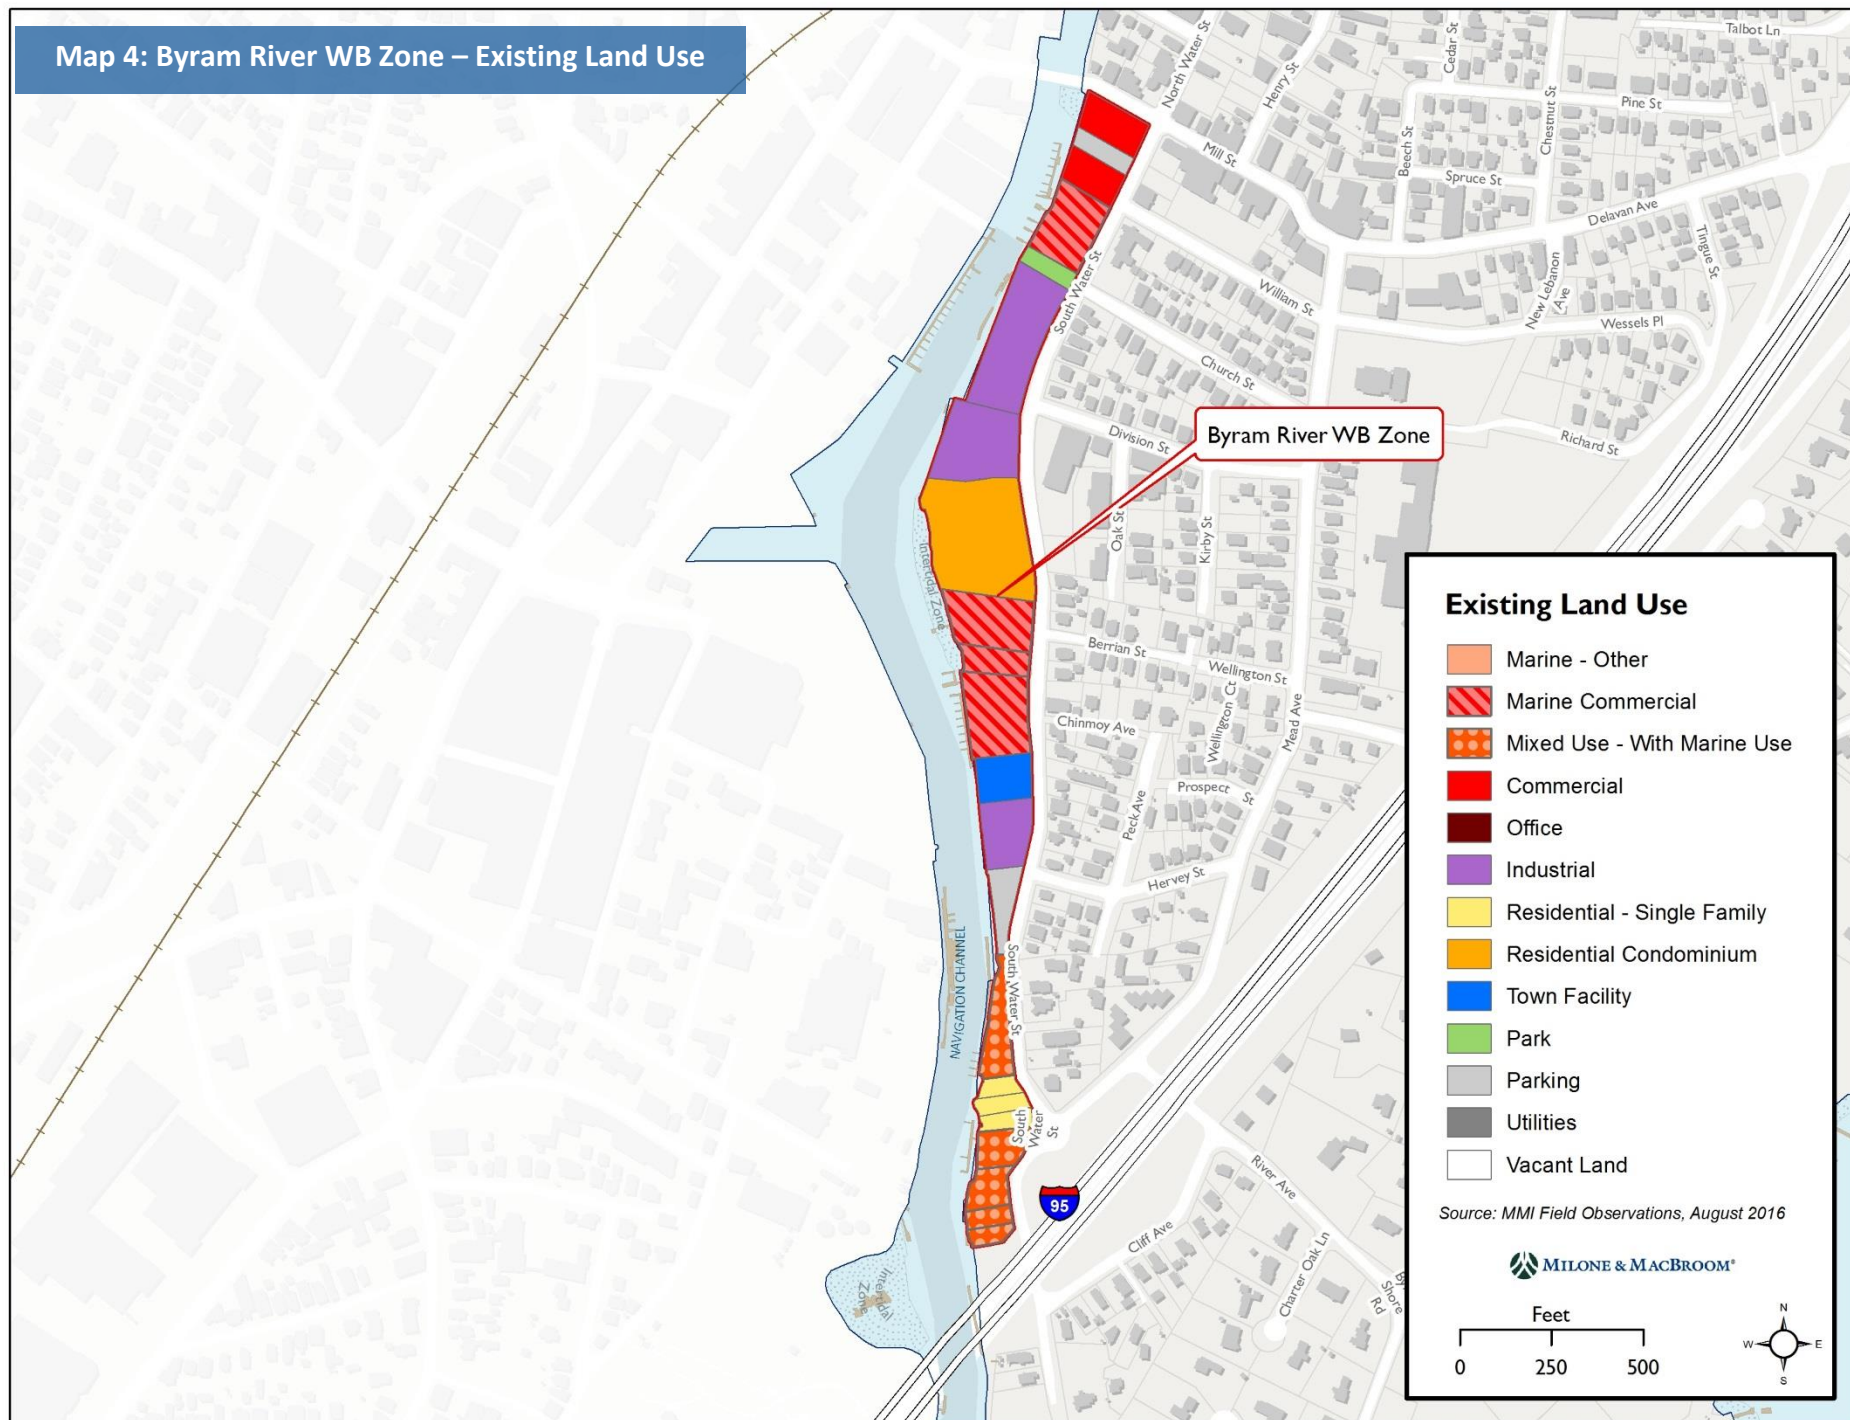 Map 4: Byram River WB Zone – Existing Land Use
Talbot Ln
North Water St
Henry St
Cedar St
Pine St
Chestnut St
Beech St
Mill St
Spruce St
Delavan Ave
Tingue St
South Water St
William St
New Lebanon
Ave
Wessels Pl
Church St
Division St
Byram River WB Zone
Richard St
Oak St
Kirby St
Intertidal Zone
Berrian St
Wellington St
Wellington Ct
Mead Ave
Chinmoy Ave
Prospect St
Peck Ave
Hervey St
NAVIGATION CHANNEL
South Water St
South
Water
St
95
River Ave
Cliff Ave
Charter Oak Ln
Shore
Rd
Intertidal
Zone
Existing Land Use
Marine - Other
Marine Commercial
Mixed Use - With Marine Use
Commercial
Office
Industrial
Residential - Single Family
Residential Condominium
Town Facility
Park
Parking
Utilities
Vacant Land
Source: MMI Field Observations, August 2016
MILONE & MACBROOM®
Feet
0 250 500
N
W E
S